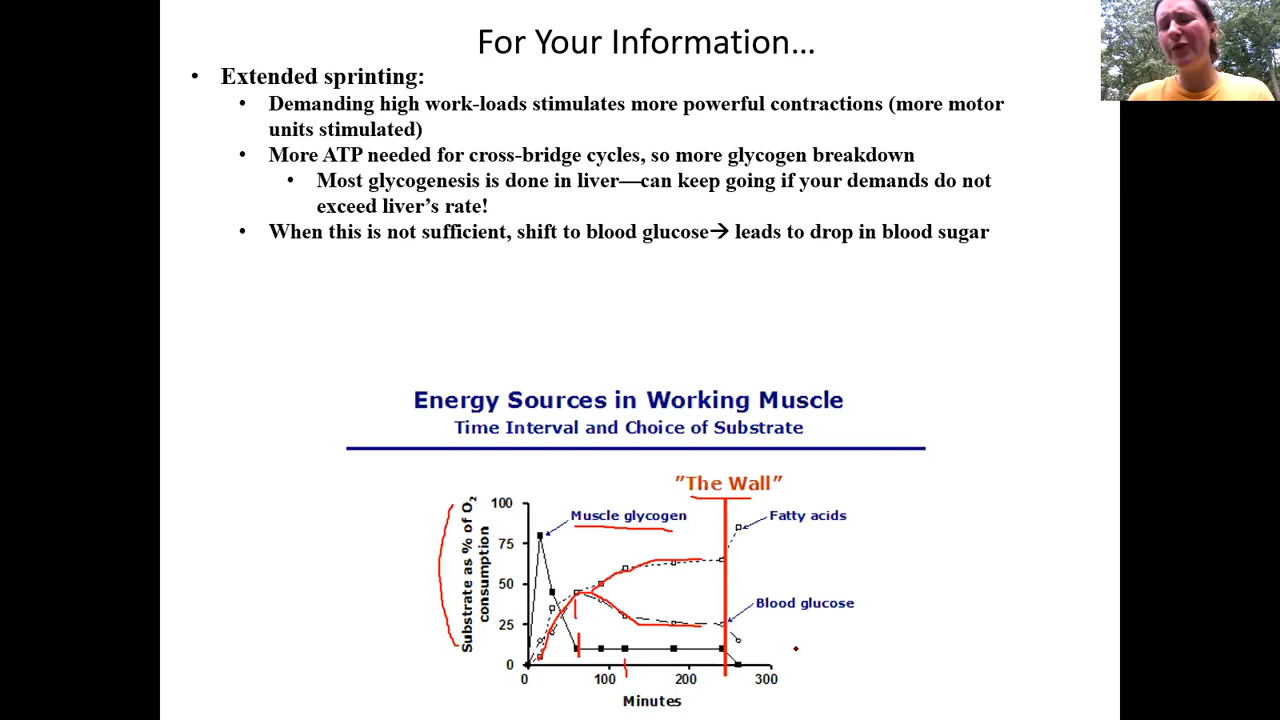 For Your Information...
• Extended sprinting:
• Demanding high work-loads stimulates more powerful contractions (more motor
units stimulated)
• More ATP needed for cross-bridge cycles, so more glycogen breakdown
• Most glycogenesis is done in liver—can keep going if your demands do not
exceed liver's rate!
• When this is not sufficient, shift to blood glucose→ leads to drop in blood sugar
Energy Sources in Working Muscle
Time Interval and Choice of Substrate
"The Wall"
Substrate as % of O₂
consumption
100
75
50
25
0
Muscle glycogen
Fatty acids
Blood glucose
0
100
200
300
Minutes